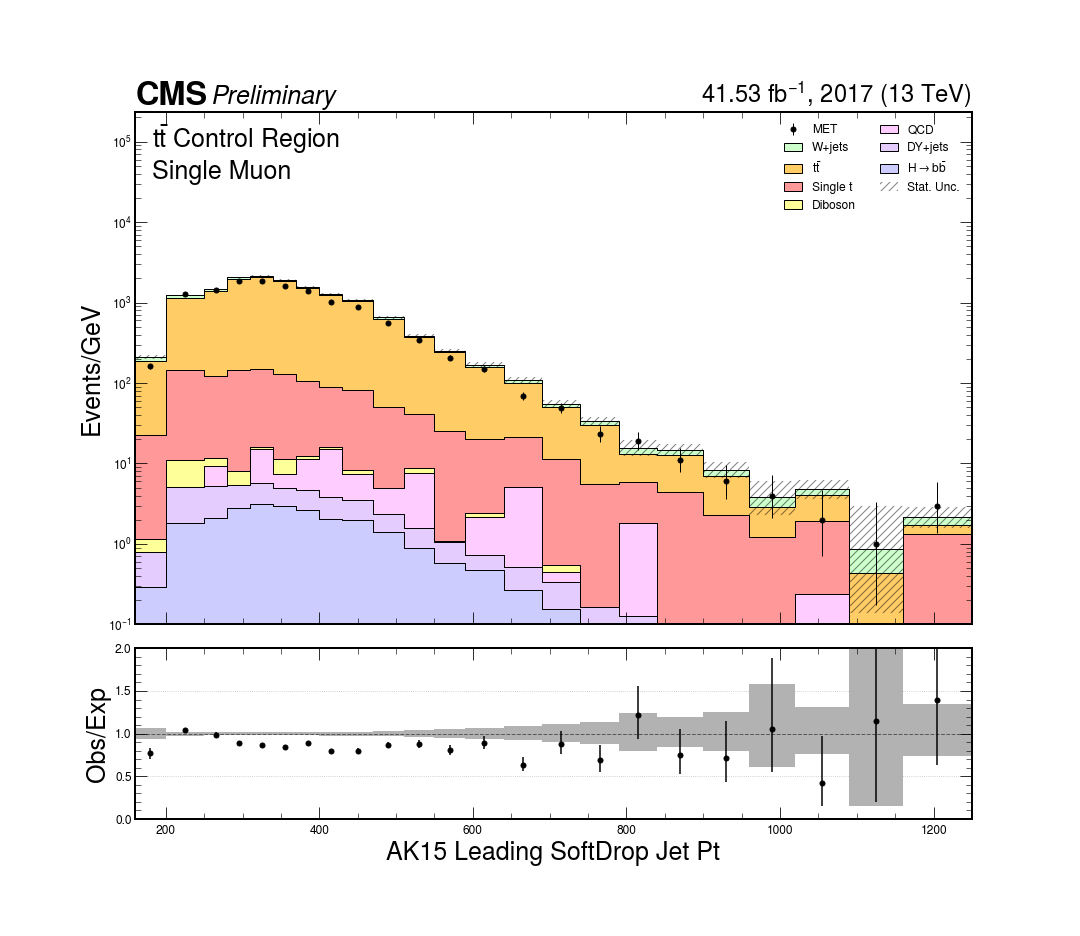 CMS Preliminary
41.53 fb⁻¹, 2017 (13 TeV)
tt̄ Control Region
Single Muon
MET
W+jets
tt̄
Single t
Diboson
QCD
DY+jets
H→bb̄
Stat. Unc.
Events/GeV
10⁵
10⁴
10³
10²
10¹
10⁰
10⁻¹
Obs/Exp
2.0
1.5
1.0
0.5
0.0
200 400 600 800 1000 1200
AK15 Leading SoftDrop Jet Pt